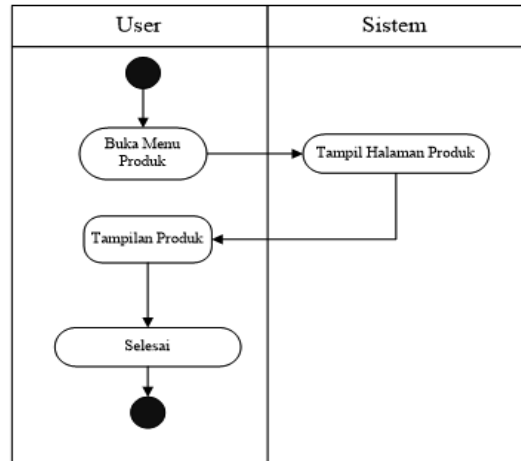 User
Sistem
Buka Menu
Produk
Tampil Halaman Produk
Tampilan Produk
Selesai